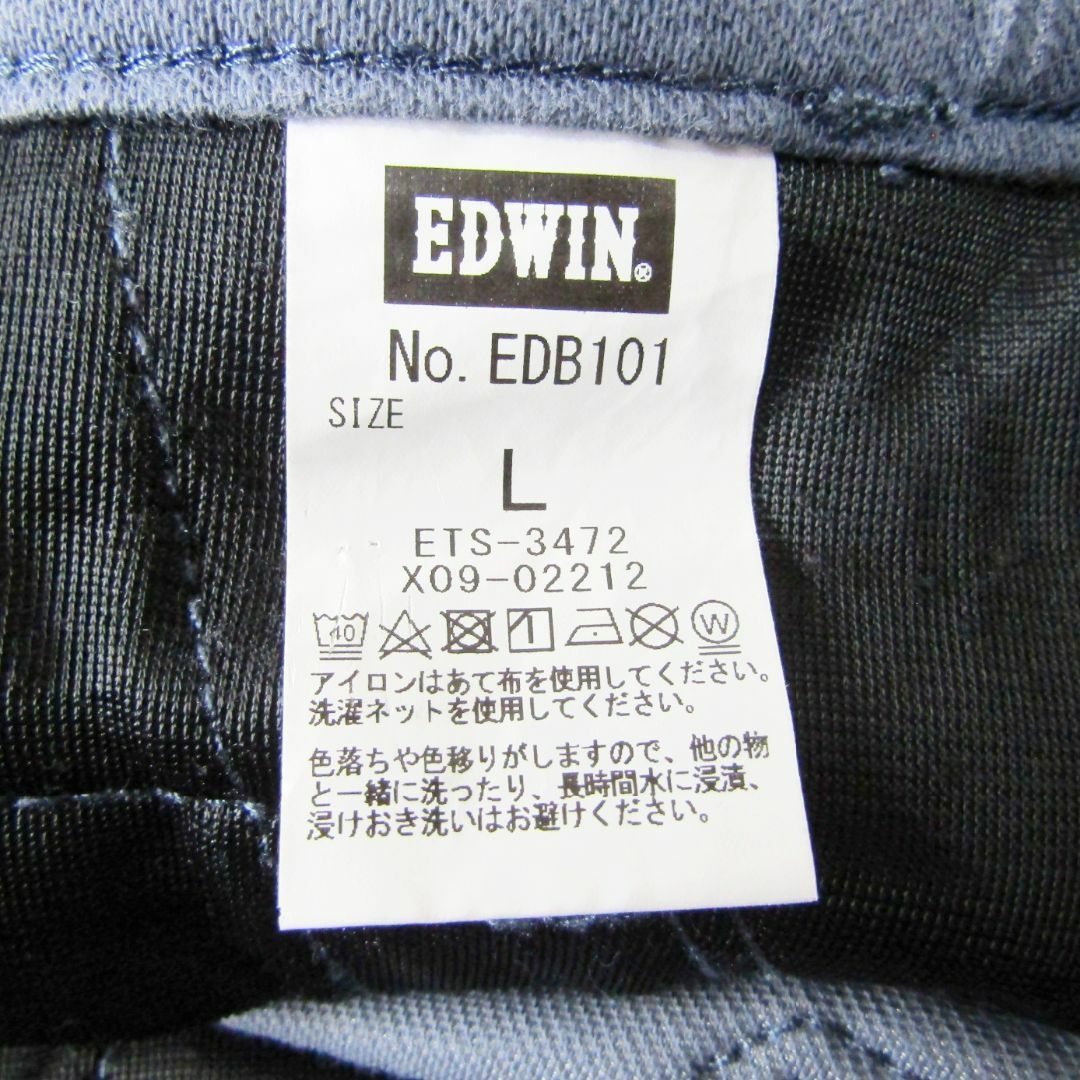 EDWIN®
No. EDB101
SIZE
L
ETS-3472
X09-02212
40 1 W
アイロンはあて布を使用してください。
洗濯ネットを使用してください。
色落ちや色移りがしますので、他の物
と一緒に洗ったり、長時間水に浸漬、
浸けおき洗いはお避けください。